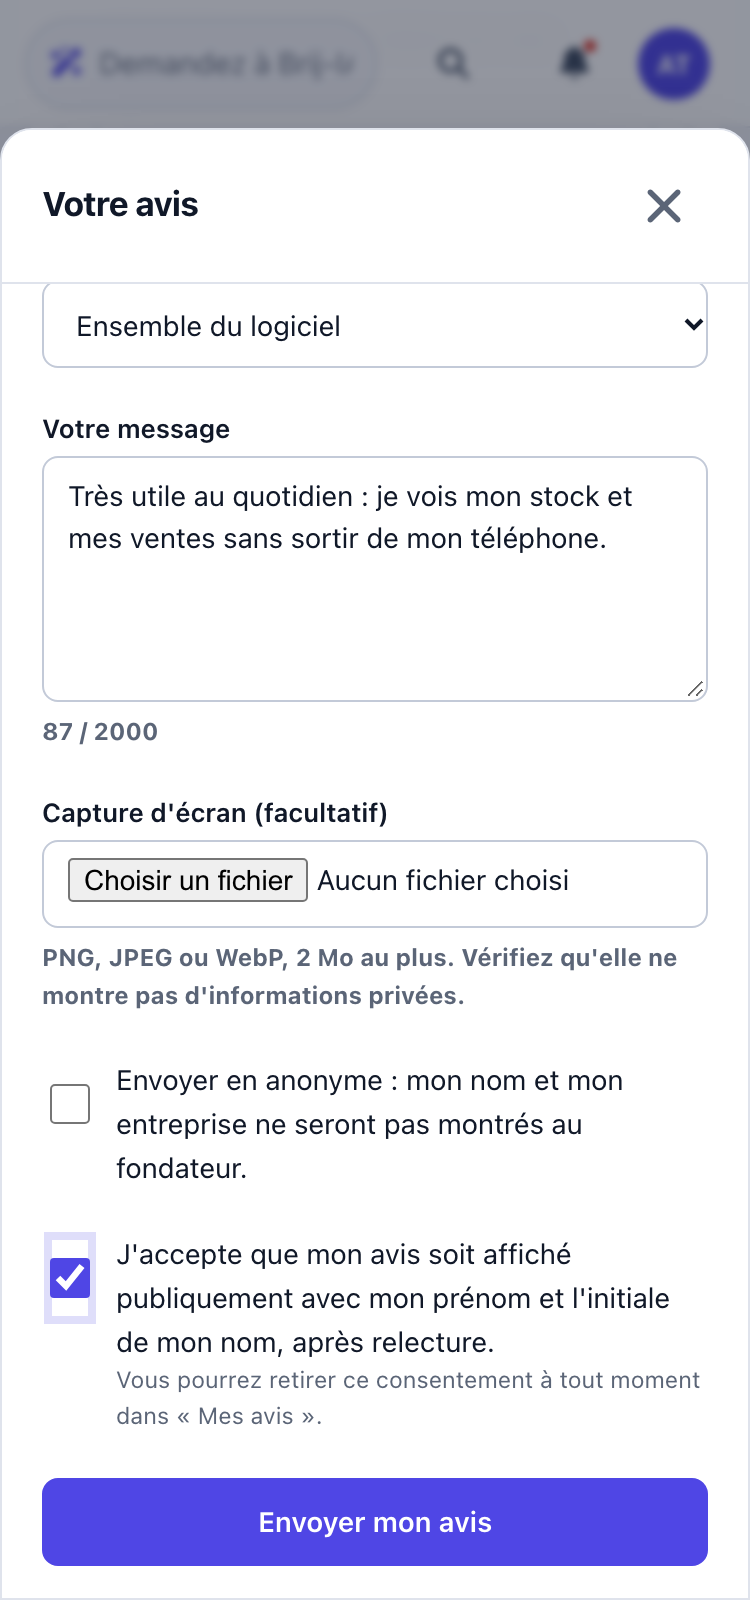 Demandez à Brij-
AT
Votre avis
Ensemble du logiciel
Votre message
Très utile au quotidien : je vois mon stock et
mes ventes sans sortir de mon téléphone.
87 / 2000
Capture d'écran (facultatif)
Choisir un fichier Aucun fichier choisi
PNG, JPEG ou WebP, 2 Mo au plus. Vérifiez qu'elle ne
montre pas d'informations privées.
Envoyer en anonyme : mon nom et mon
entreprise ne seront pas montrés au
fondateur.
J'accepte que mon avis soit affiché
publiquement avec mon prénom et l'initiale
de mon nom, après relecture.
Vous pourrez retirer ce consentement à tout moment
dans « Mes avis ».
Envoyer mon avis